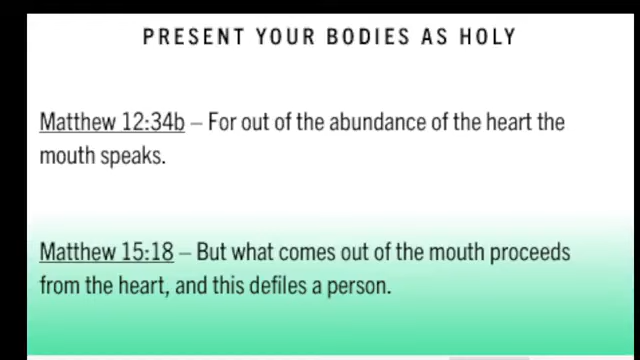 PRESENT YOUR BODIES AS HOLY
Matthew 12:34b – For out of the abundance of the heart the
mouth speaks.
Matthew 15:18 – But what comes out of the mouth proceeds
from the heart, and this defiles a person.